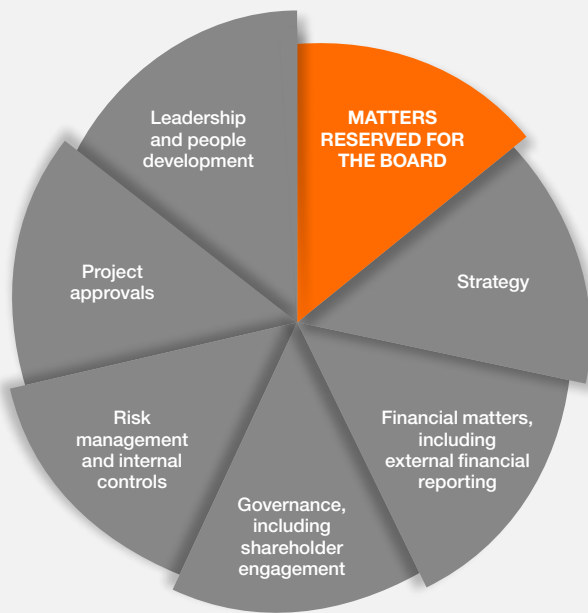 MATTERS
RESERVED FOR
THE BOARD
Strategy
Financial matters,
including
external financial
reporting
Governance,
including
shareholder
engagement
Risk
management
and internal
controls
Project
approvals
Leadership
and people
development